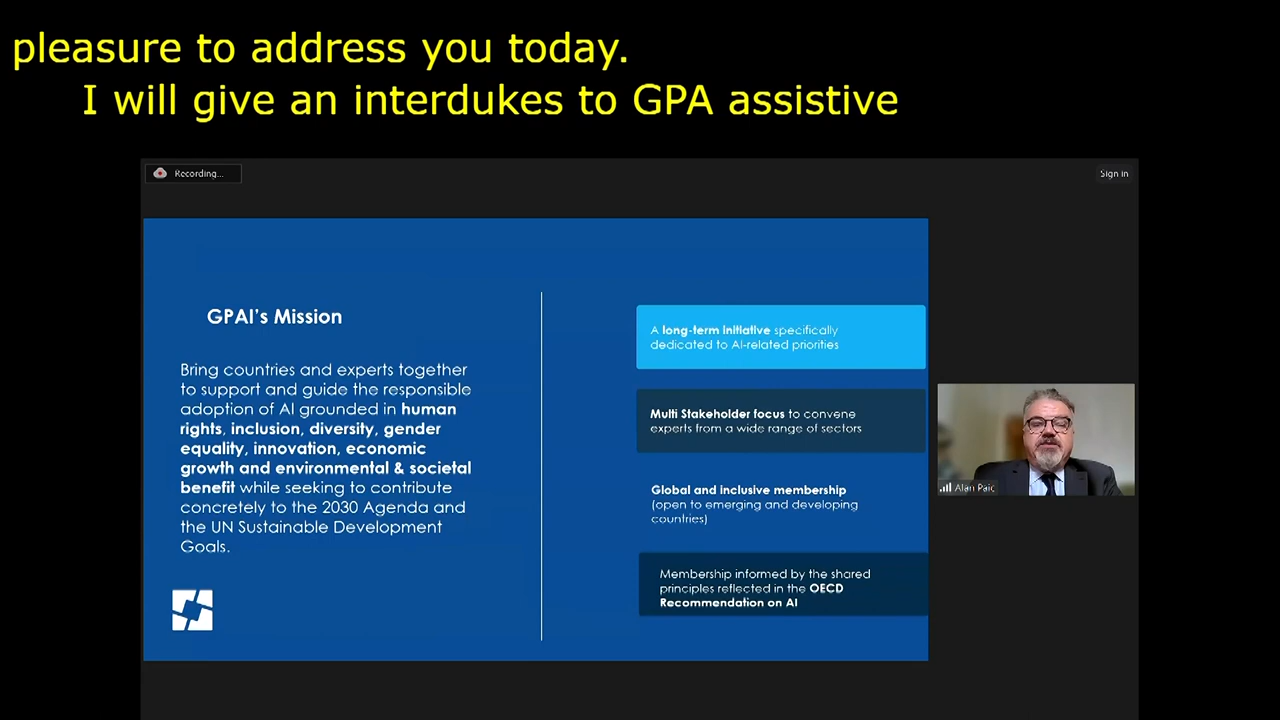 pleasure to address you today.
I will give an interdukes to GPA assistive
Recording...
Sign in
GPAI's Mission
Bring countries and experts together
to support and guide the responsible
adoption of AI grounded in human
rights, inclusion, diversity, gender
equality, innovation, economic
growth and environmental & societal
benefit while seeking to contribute
concretely to the 2030 Agenda and
the UN Sustainable Development
Goals.
A long-term initiative specifically
dedicated to AI-related priorities
Multi Stakeholder focus to convene
experts from a wide range of sectors
Global and inclusive membership
(open to emerging and developing
countries)
Membership informed by the shared
principles reflected in the OECD
Recommendation on AI
Alan Paic